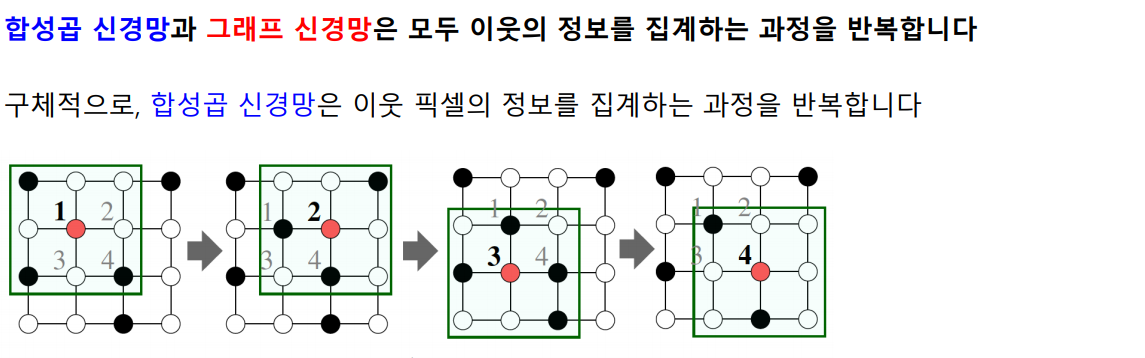 합성곱 신경망과 그래프 신경망은 모두 이웃의 정보를 집계하는 과정을 반복합니다
구체적으로, 합성곱 신경망은 이웃 픽셀의 정보를 집계하는 과정을 반복합니다
1 2 1 2 1 2 1 2
3 4 3 4 3 4 3 4